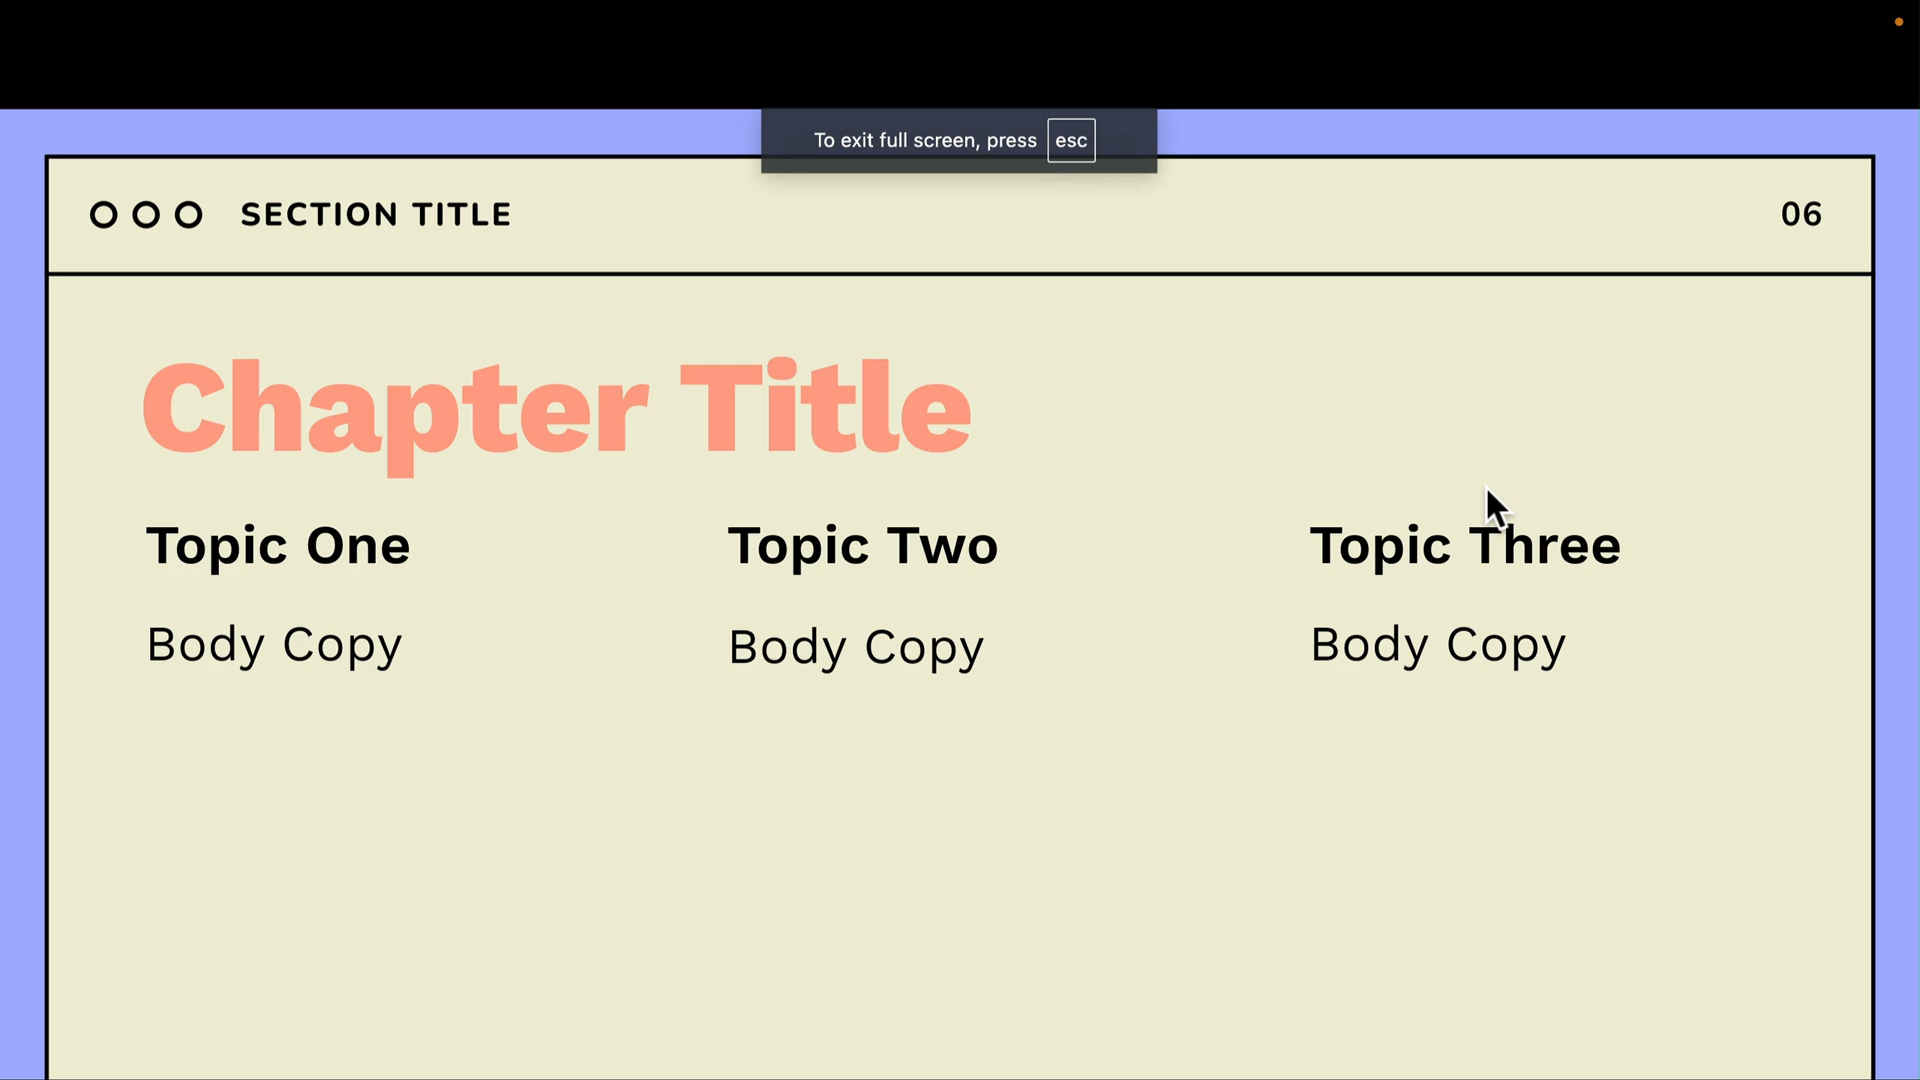 To exit full screen, press esc
SECTION TITLE
06
Chapter Title
Topic One
Body Copy
Topic Two
Body Copy
Topic Three
Body Copy